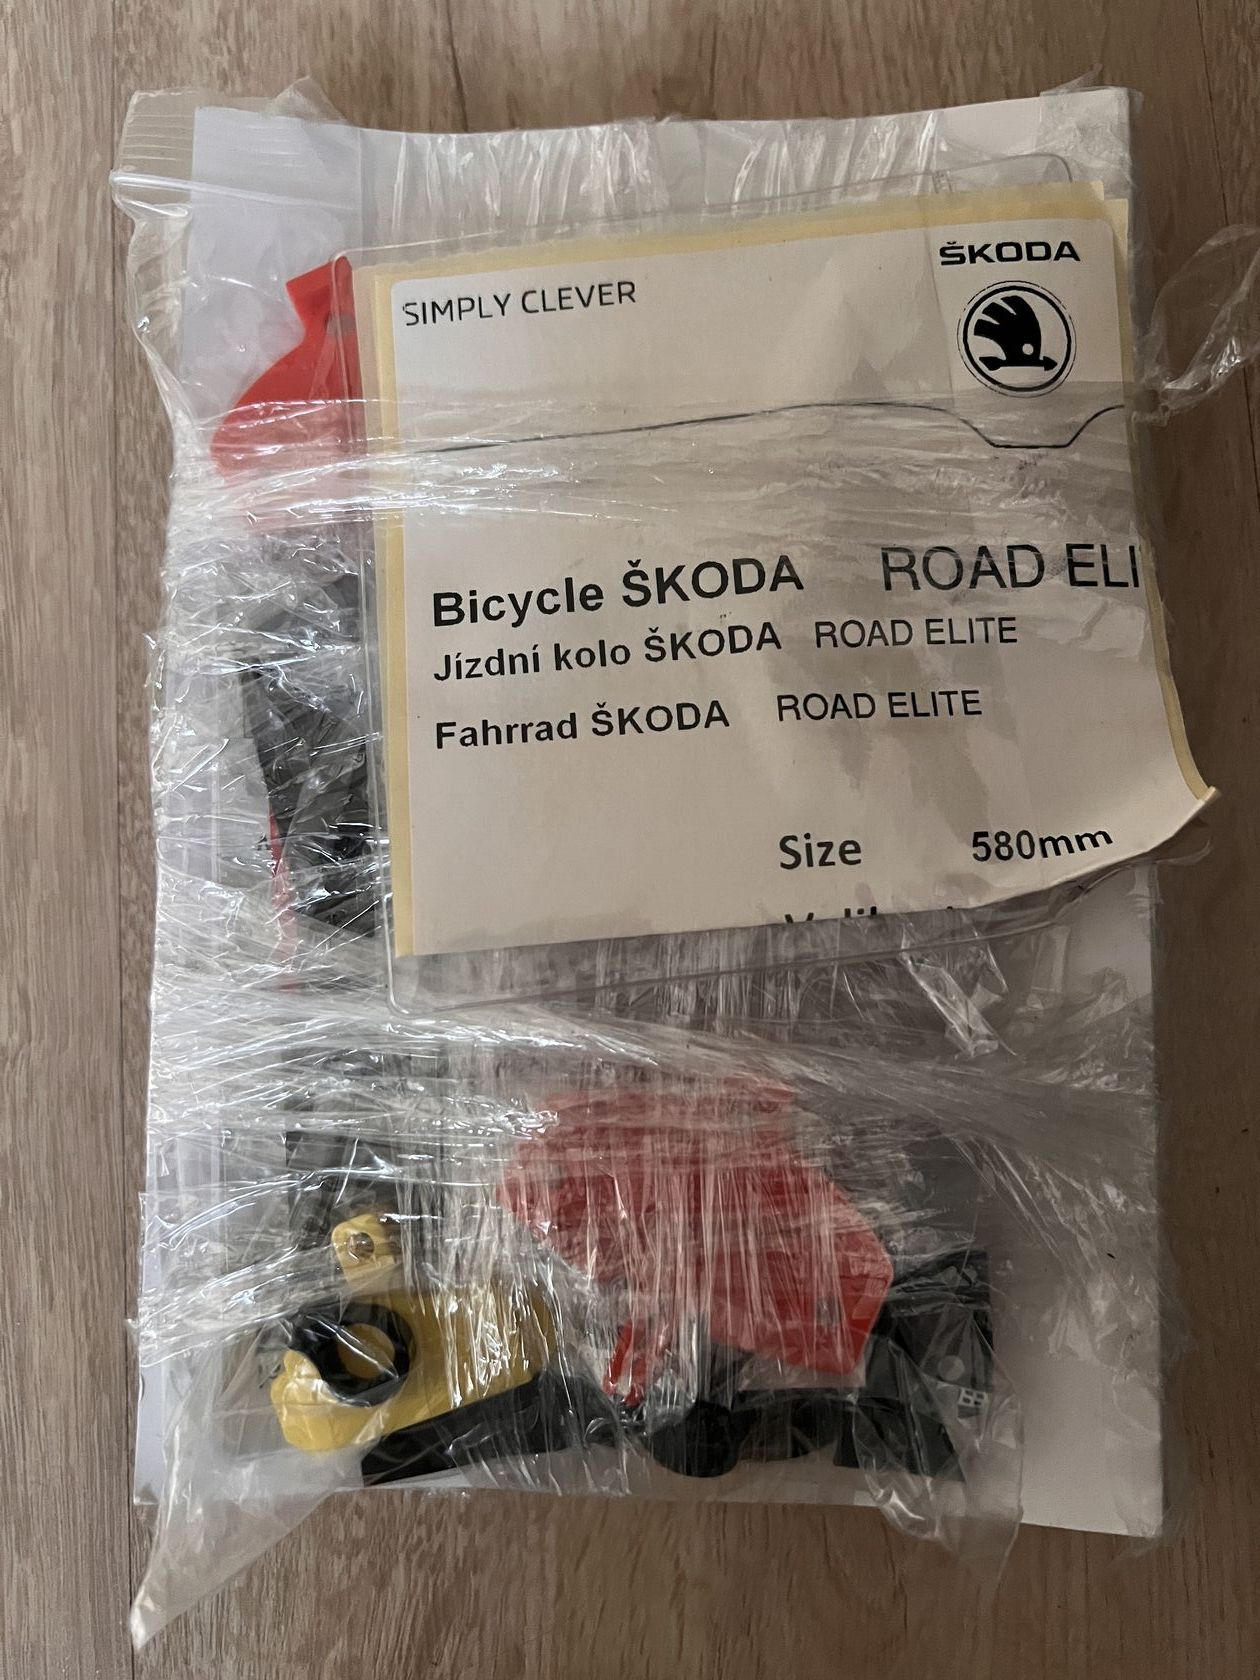 ŠKODA
SIMPLY CLEVER
Bicycle ŠKODA ROAD ELI
Jízdní kolo ŠKODA ROAD ELITE
Fahrrad ŠKODA ROAD ELITE
Size 580mm